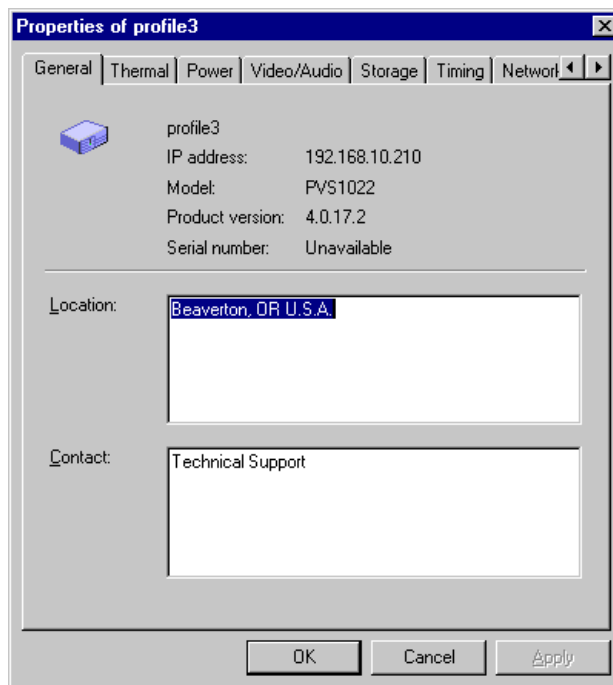 Properties of profile3
General Thermal Power Video/Audio Storage Timing Network
profile3
IP address: 192.168.10.210
Model: PVS1022
Product version: 4.0.17.2
Serial number: Unavailable
Location: Beaverton, OR U.S.A.
Contact: Technical Support
OK Cancel Apply